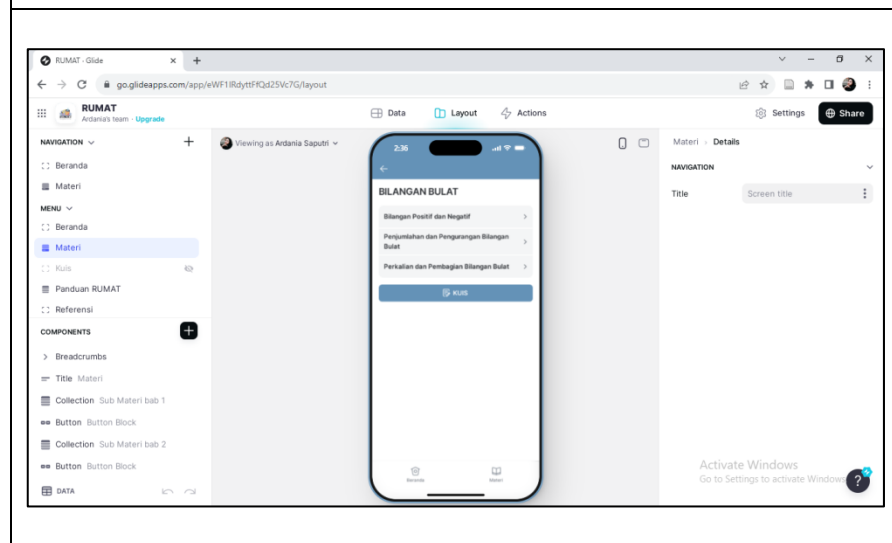 RUMAT - Glide
go.glideapps.com/app/eWF1IRdyttFfQd25Vc7G/layout
RUMAT
Ardania's team - Upgrade
Data
Layout
Actions
Settings
Share
NAVIGATION
Beranda
Materi
MENU
Beranda
Materi
Kuis
Panduan RUMAT
Referensi
COMPONENTS
Breadcrumbs
Title Materi
Collection Sub Materi bab 1
Button Button Block
Collection Sub Materi bab 2
Button Button Block
DATA
Viewing as Ardania Saputri
2:36
BILANGAN BULAT
Bilangan Positif dan Negatif
Penjumlahan dan Pengurangan Bilangan
Bulat
Perkalian dan Pembagian Bilangan Bulat
KUIS
Beranda
Materi
Materi > Details
NAVIGATION
Title
Screen title
Activate Windows
Go to Settings to activate Windows
?